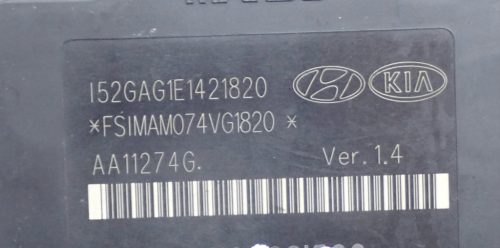 I52GAG1E1421820
KIA
*FSIMAM074VG1820 *
AA11274G. Ver. 1.4